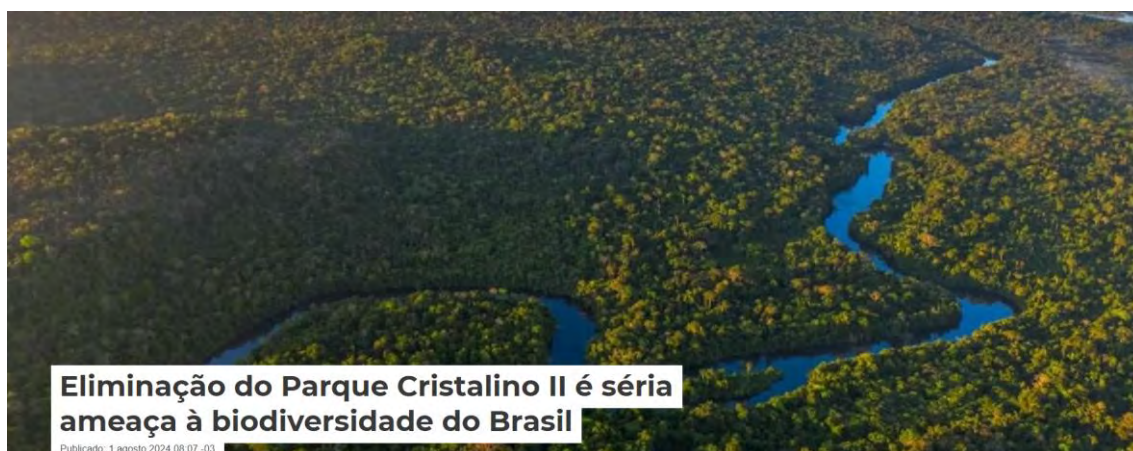 Eliminação do Parque Cristalino II é séria
ameaça à biodiversidade do Brasil
Publicado: 1 agosto 2024 08:07 -03